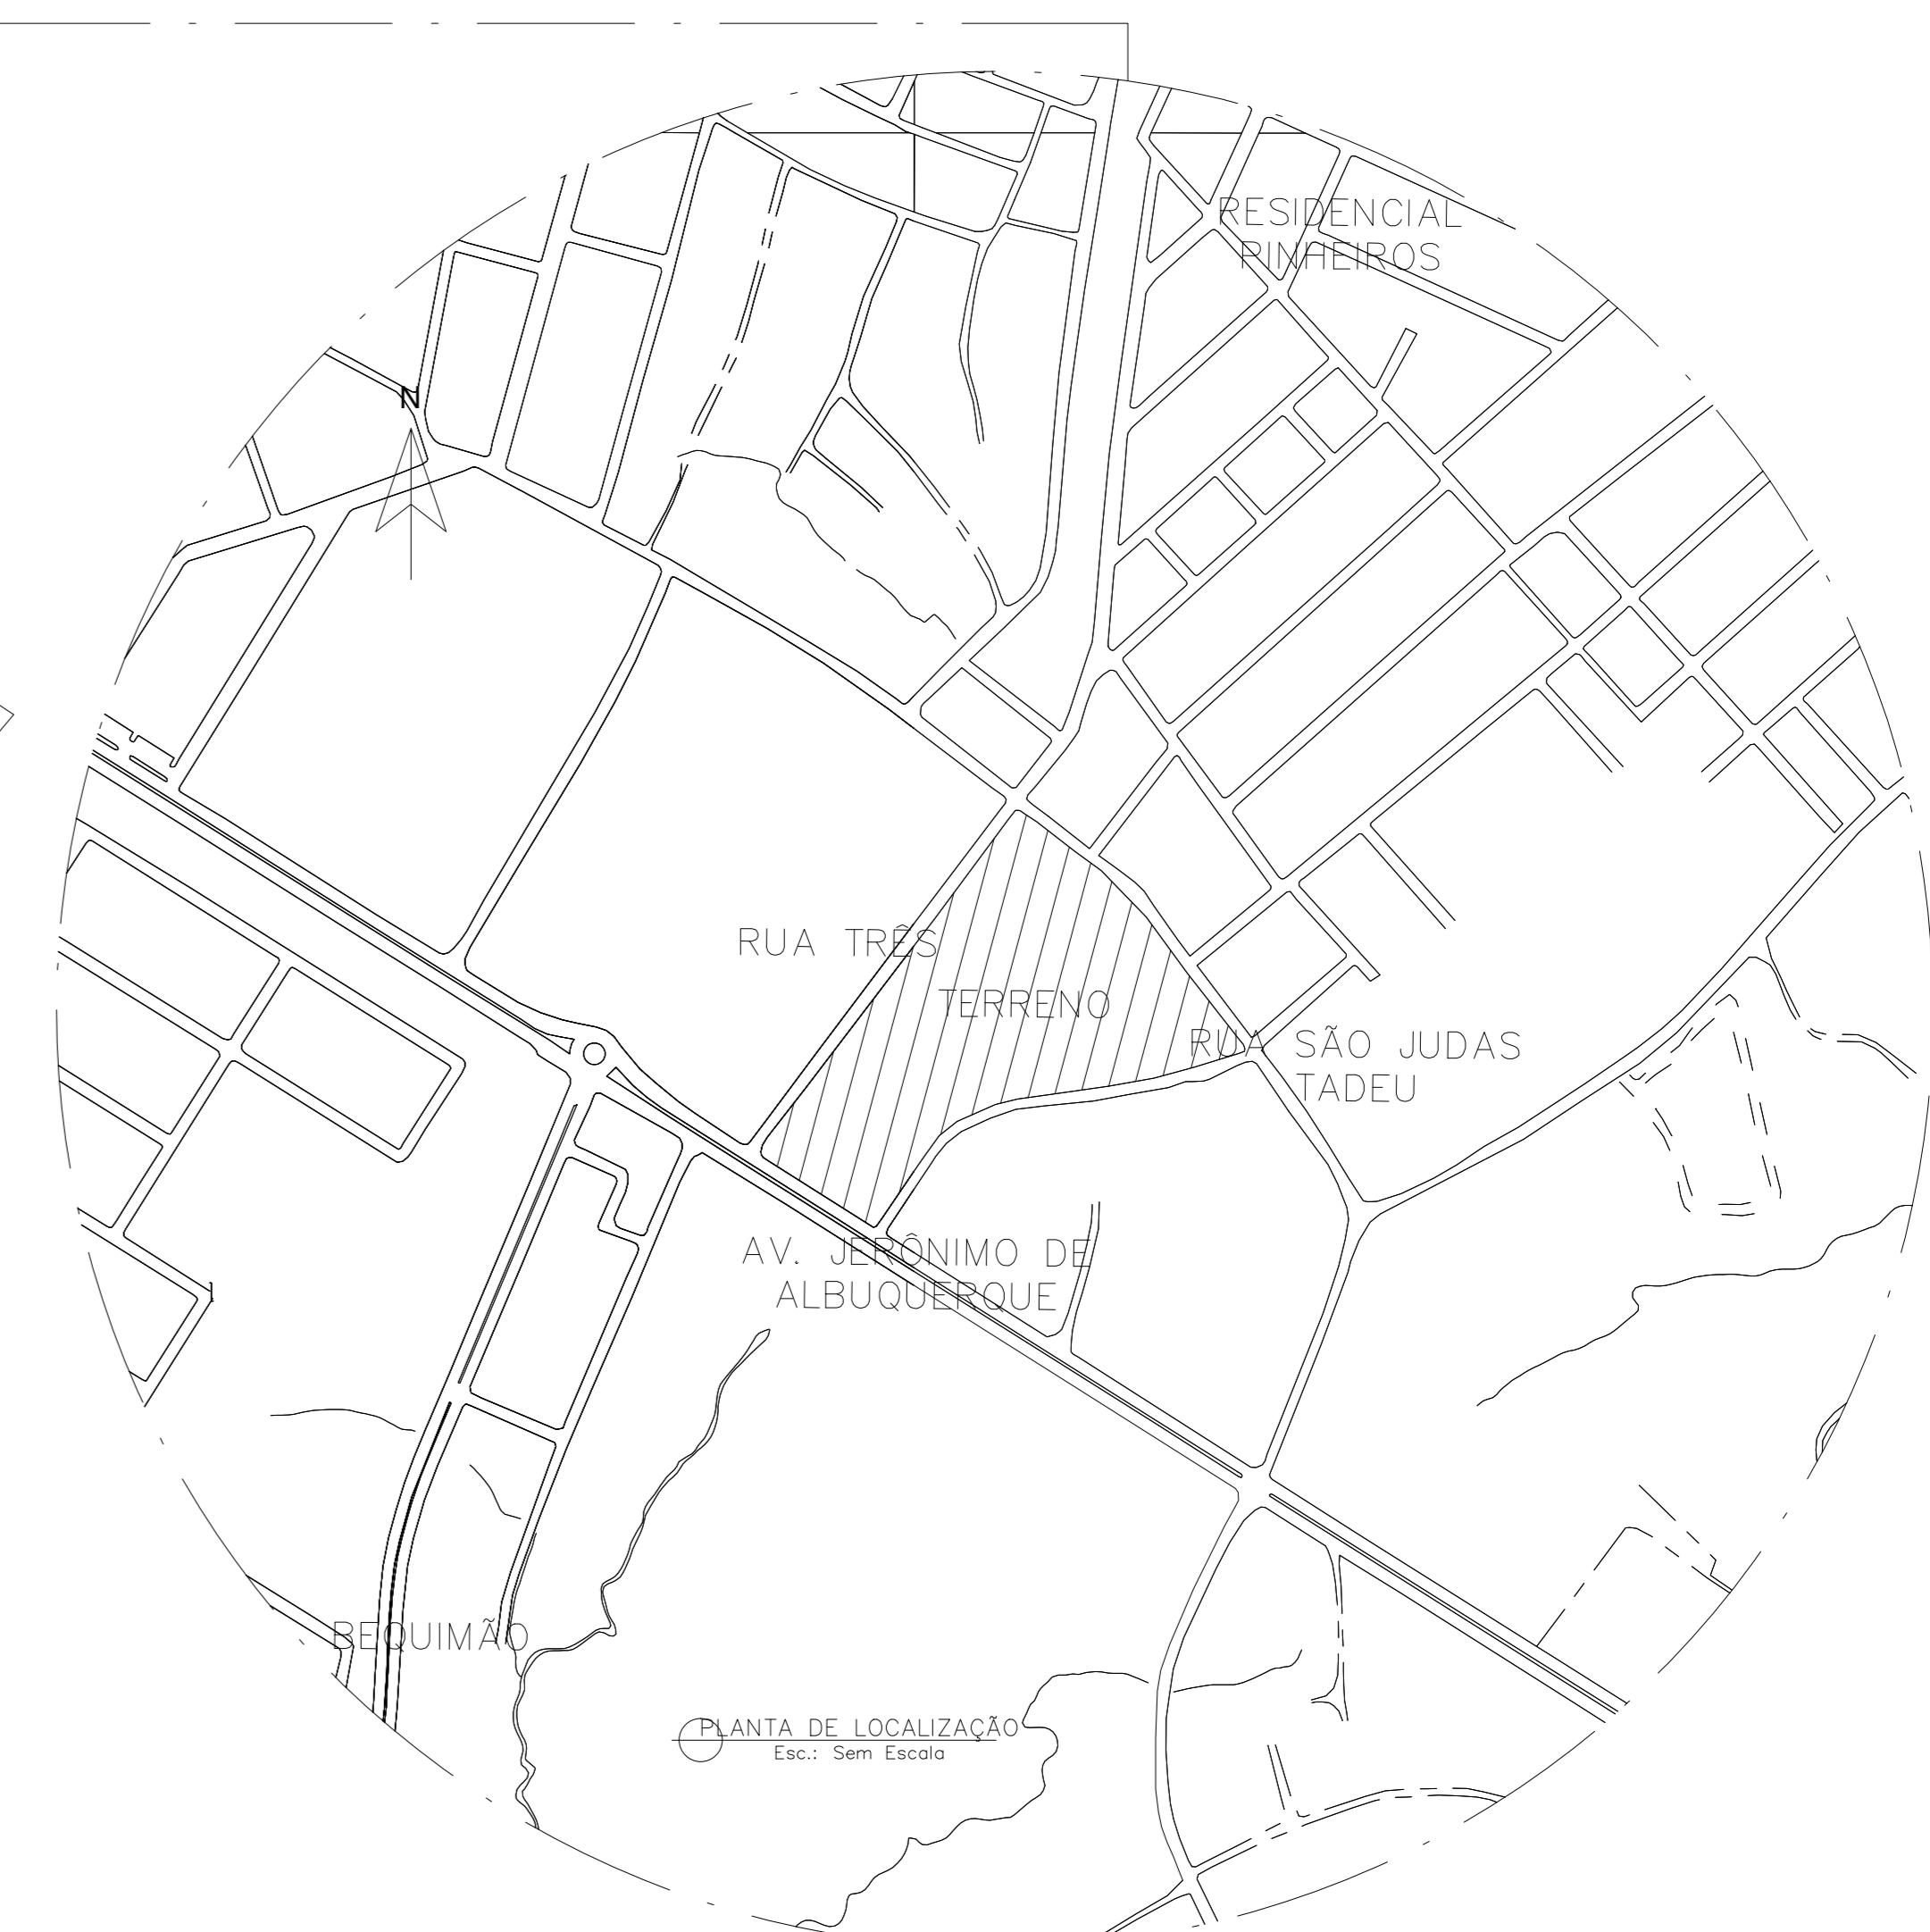 RESIDENCIAL
PINHEIROS
N
RUA TRÊS
TERRENO
RUA SÃO JUDAS
TADEU
AV. JERÔNIMO DE
ALBUQUERQUE
BEQUIMÃO
PLANTA DE LOCALIZAÇÃO
Esc.: Sem Escala